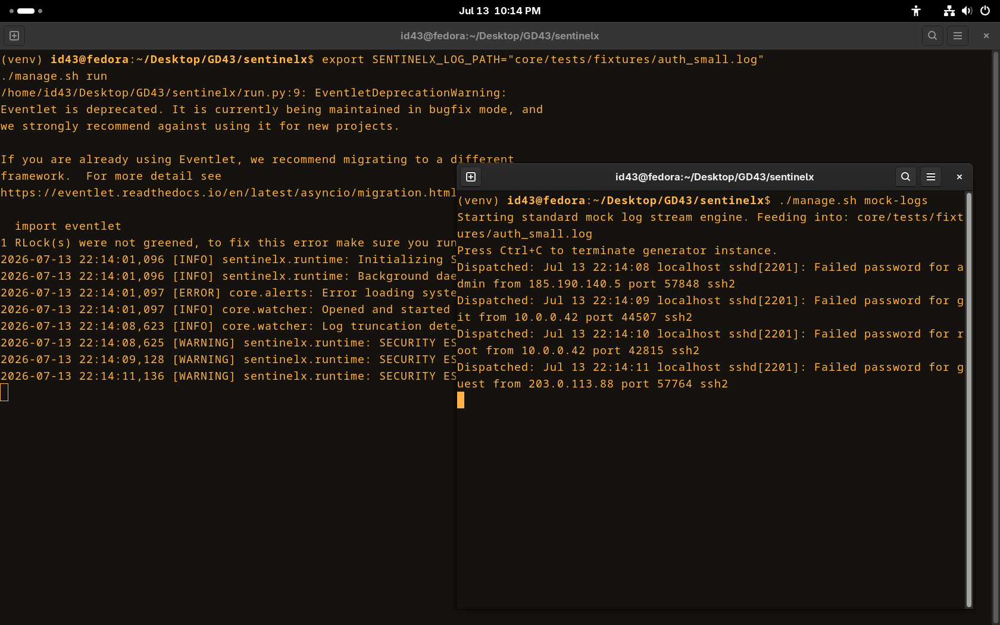 Jul 13 10:14 PM
id43@fedora:~/Desktop/GD43/sentinelx
(venv) id43@fedora:~/Desktop/GD43/sentinelx$ export SENTINELX_LOG_PATH="core/tests/fixtures/auth_small.log"
./manage.sh run
/home/id43/Desktop/GD43/sentinelx/run.py:9: EventletDeprecationWarning:
Eventlet is deprecated. It is currently being maintained in bugfix mode, and
we strongly recommend against using it for new projects.
If you are already using Eventlet, we recommend migrating to a different
framework.  For more detail see
https://eventlet.readthedocs.io/en/latest/asyncio/migration.html
  import eventlet
1 RLock(s) were not greened, to fix this error make sure you run
2026-07-13 22:14:01,096 [INFO] sentinelx.runtime: Initializing S
2026-07-13 22:14:01,096 [INFO] sentinelx.runtime: Background dae
2026-07-13 22:14:01,097 [ERROR] core.alerts: Error loading syste
2026-07-13 22:14:01,097 [INFO] core.watcher: Opened and started
2026-07-13 22:14:08,623 [INFO] core.watcher: Log truncation dete
2026-07-13 22:14:08,625 [WARNING] sentinelx.runtime: SECURITY ES
2026-07-13 22:14:09,128 [WARNING] sentinelx.runtime: SECURITY ES
2026-07-13 22:14:11,136 [WARNING] sentinelx.runtime: SECURITY ES
id43@fedora:~/Desktop/GD43/sentinelx
(venv) id43@fedora:~/Desktop/GD43/sentinelx$ ./manage.sh mock-logs
Starting standard mock log stream engine. Feeding into: core/tests/fixt
ures/auth_small.log
Press Ctrl+C to terminate generator instance.
Dispatched: Jul 13 22:14:08 localhost sshd[2201]: Failed password for a
dmin from 185.190.140.5 port 57848 ssh2
Dispatched: Jul 13 22:14:09 localhost sshd[2201]: Failed password for g
it from 10.0.0.42 port 44507 ssh2
Dispatched: Jul 13 22:14:10 localhost sshd[2201]: Failed password for r
oot from 10.0.0.42 port 42815 ssh2
Dispatched: Jul 13 22:14:11 localhost sshd[2201]: Failed password for g
uest from 203.0.113.88 port 57764 ssh2